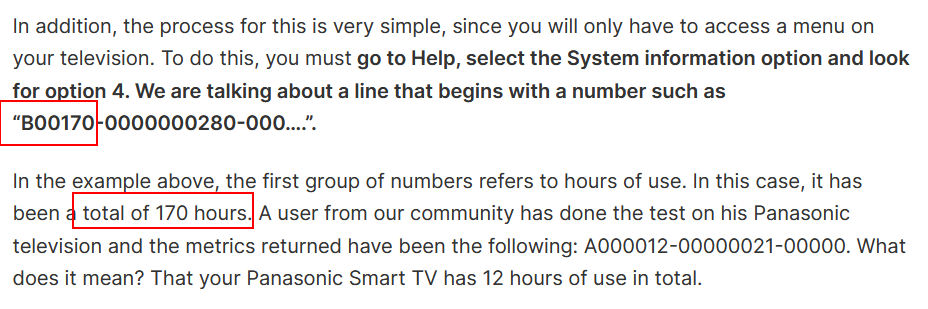 In addition, the process for this is very simple, since you will only have to access a menu on
your television. To do this, you must go to Help, select the System information option and look
for option 4. We are talking about a line that begins with a number such as
“B00170-0000000280-000....”.
In the example above, the first group of numbers refers to hours of use. In this case, it has
been a total of 170 hours. A user from our community has done the test on his Panasonic
television and the metrics returned have been the following: A000012-00000021-00000. What
does it mean? That your Panasonic Smart TV has 12 hours of use in total.